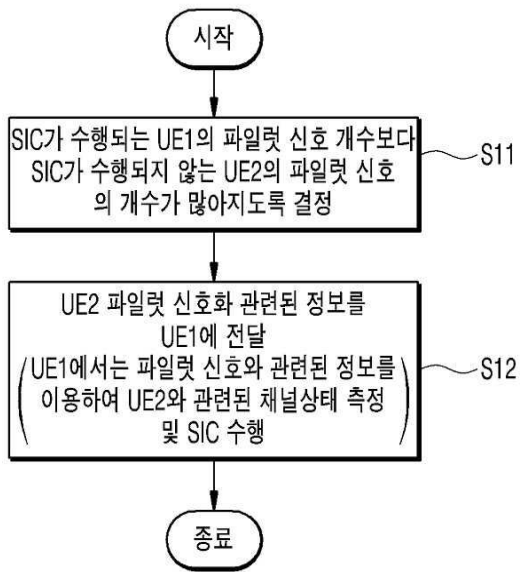 시작
SIC가 수행되는 UE1의 파일럿 신호 개수보다
SIC가 수행되지 않는 UE2의 파일럿 신호
의 개수가 많아지도록 결정
S11
UE2 파일럿 신호화 관련된 정보를
UE1에 전달
(UE1에서는 파일럿 신호와 관련된 정보를
이용하여 UE2와 관련된 채널상태 측정
및 SIC 수행)
S12
종료